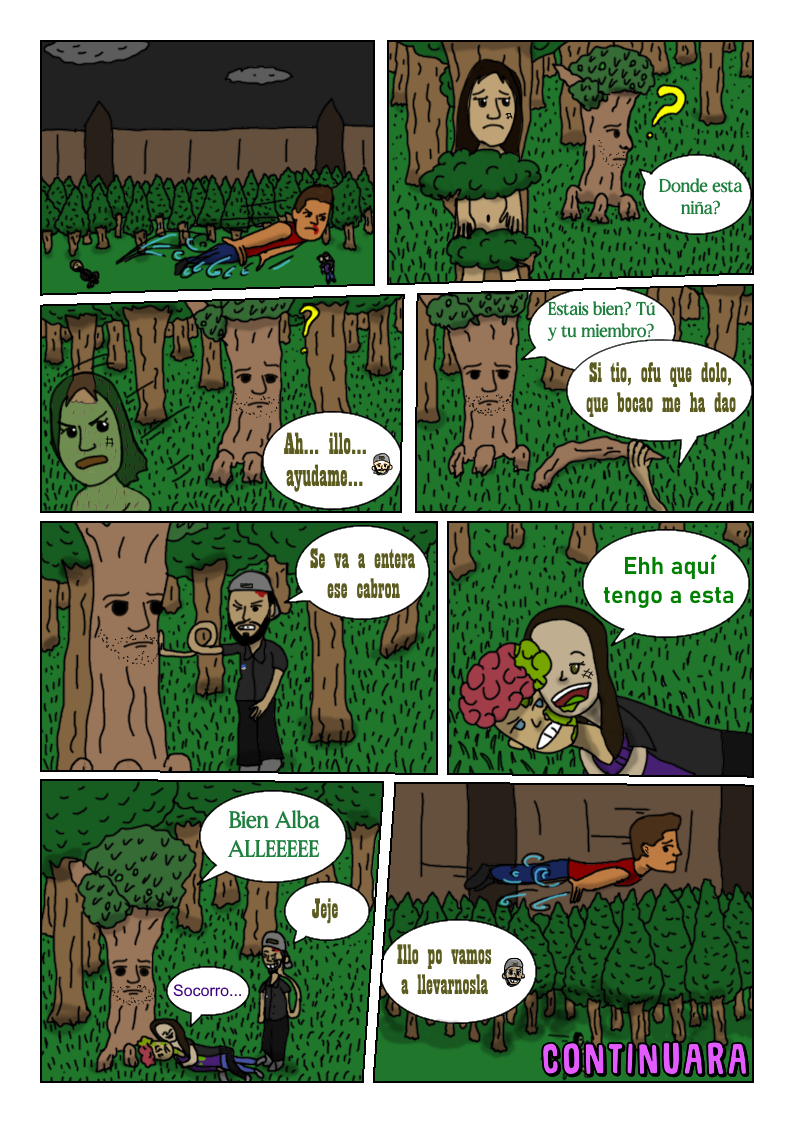 ?
Donde esta
niña?
?
Ah... illo...
ayudame...
Estais bien? Tú
y tu miembro?
Si tio, ofu que dolo,
que bocao me ha dao
Se va a entera
ese cabron
Ehh aquí
tengo a esta
Bien Alba
ALLEEEEE
Jeje
Socorro...
Illo po vamos
a llevarnosla
CONTINUARA